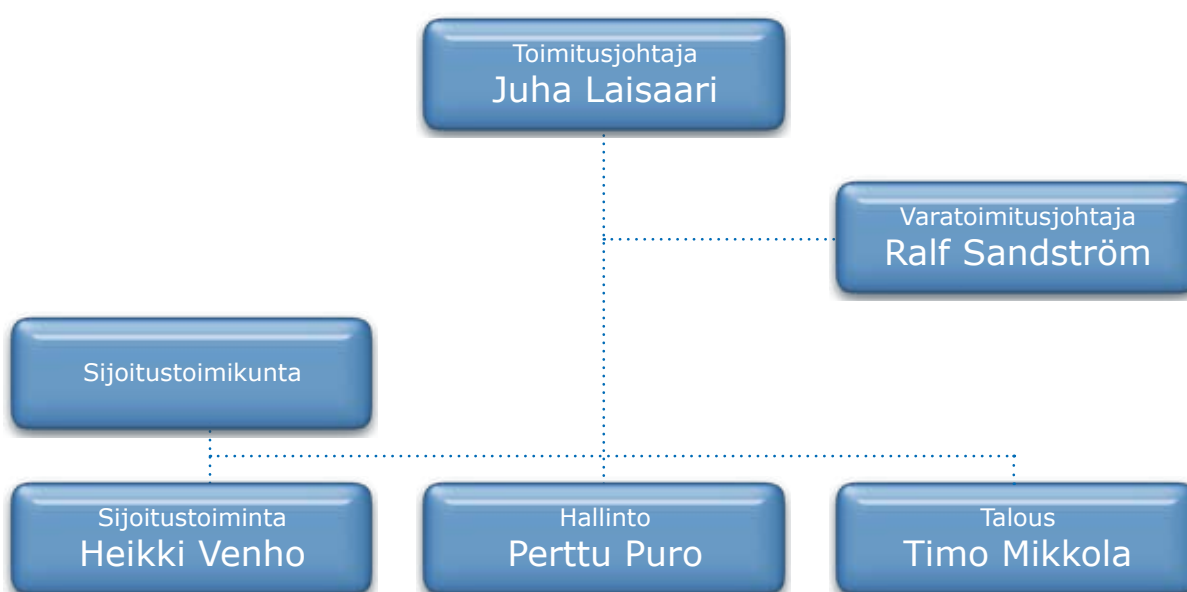 Toimitusjohtaja
Juha Laisaari
Varatoimitusjohtaja
Ralf Sandström
Sijoitustoimikunta
Sijoitustoiminta
Heikki Venho
Hallinto
Perttu Puro
Talous
Timo Mikkola